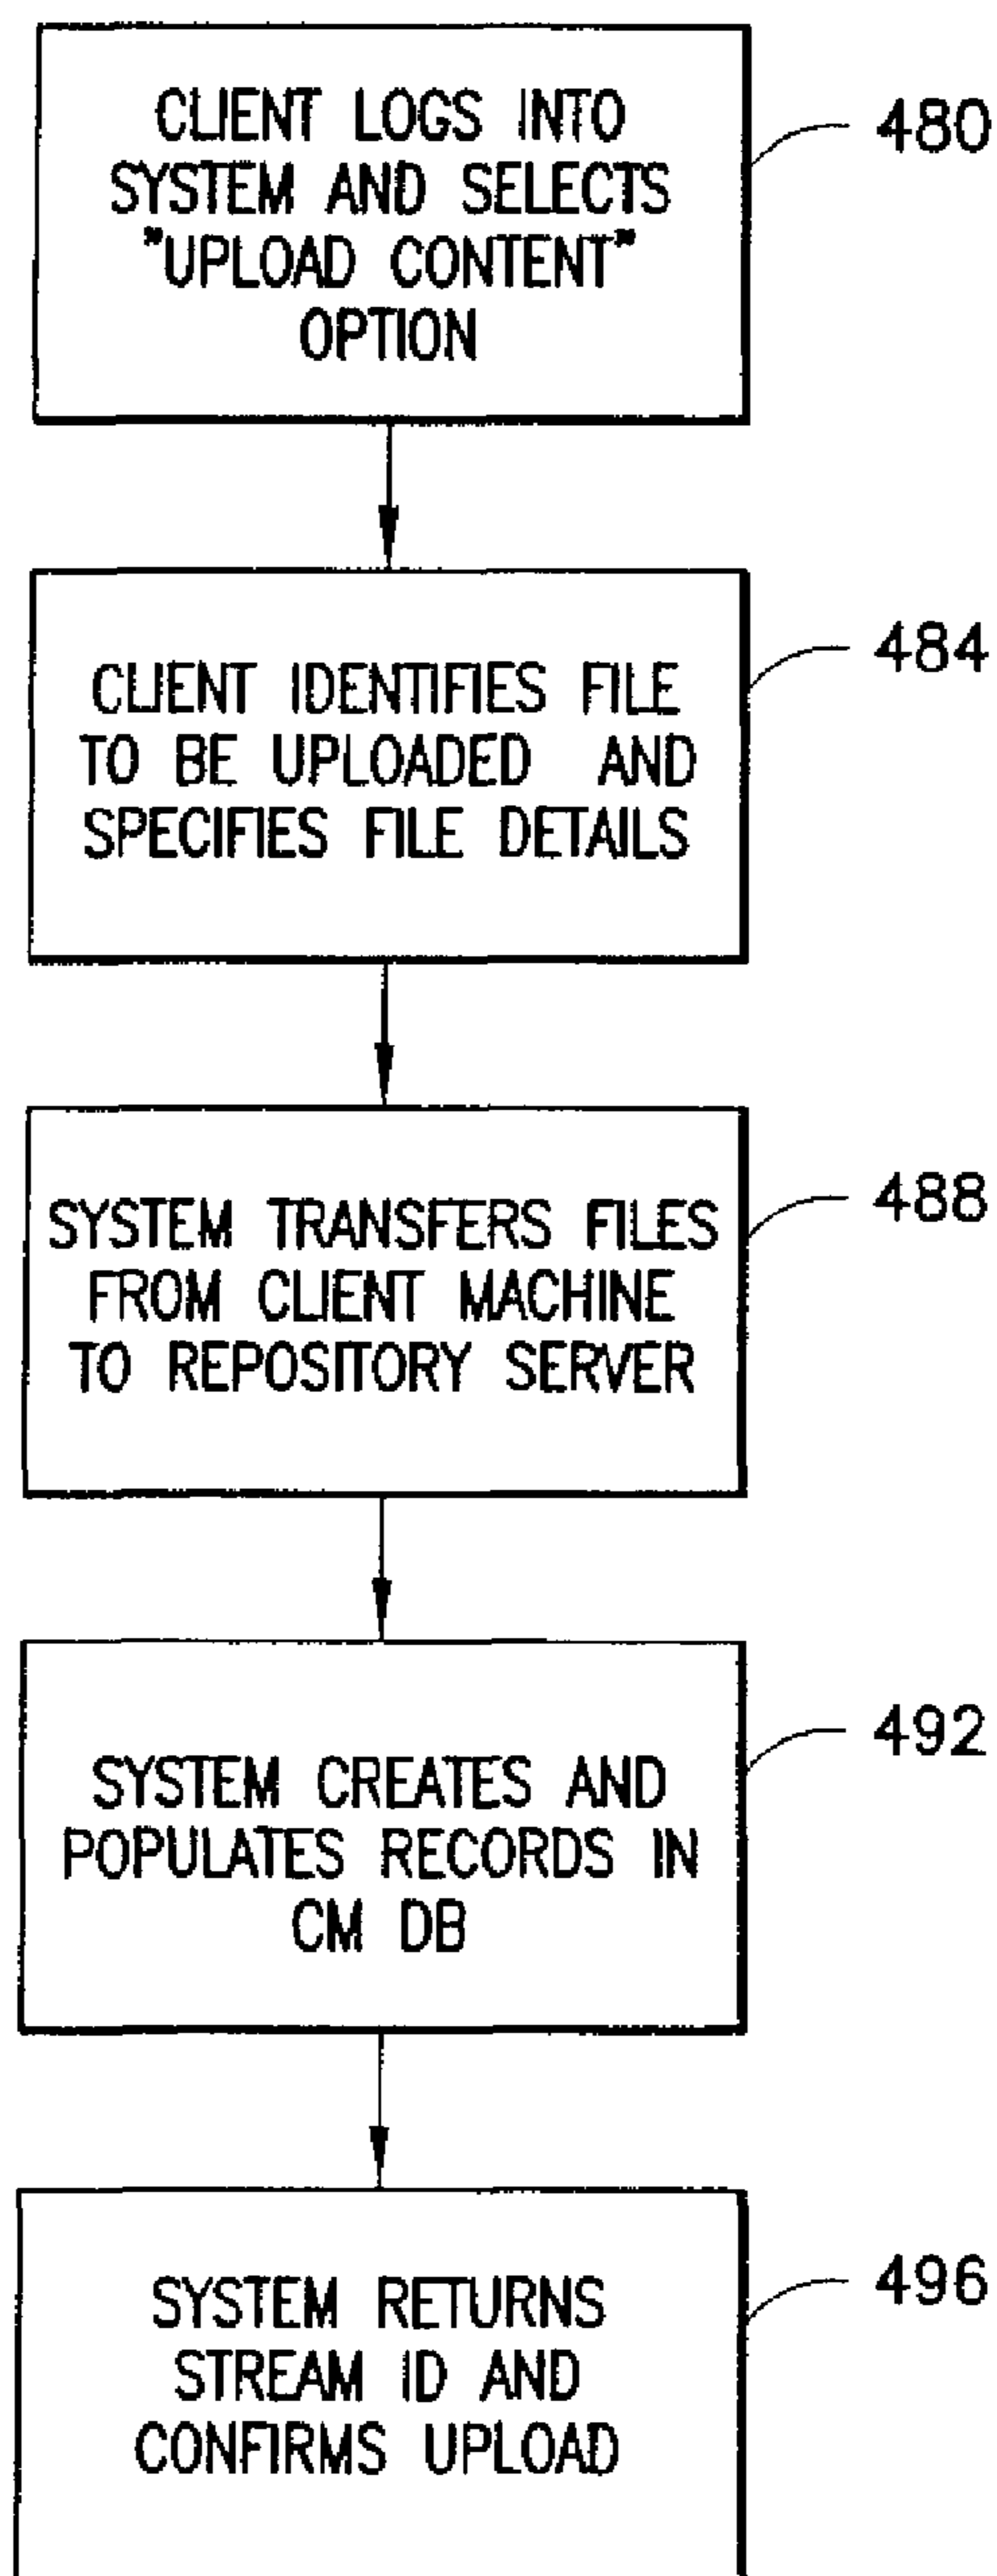 CLIENT LOGS INTO
SYSTEM AND SELECTS
"UPLOAD CONTENT"
OPTION
480
CLIENT IDENTIFIES FILE
TO BE UPLOADED AND
SPECIFIES FILE DETAILS
484
SYSTEM TRANSFERS FILES
FROM CLIENT MACHINE
TO REPOSITORY SERVER
488
SYSTEM CREATES AND
POPULATES RECORDS IN
CM DB
492
SYSTEM RETURNS
STREAM ID AND
CONFIRMS UPLOAD
496